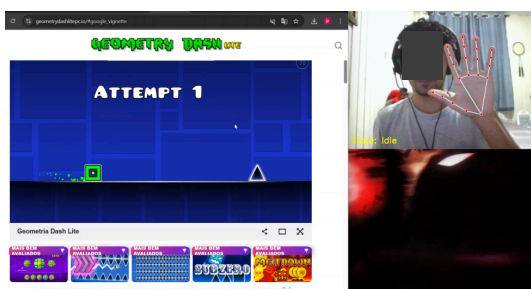 geometrydashlitepc.io/#google_vignette
GEOMETRY DASH LITE
ATTEMPT 1
Idle
Geometria Dash Lite
MAIS BEM
AVALIADOS
MAIS BEM
AVALIADOS
MAIS BEM
AVALIADOS
MAIS BEM
AVALIADOS
SUBZERO
MAIS BEM
AVALIADOS
MELTDOWN